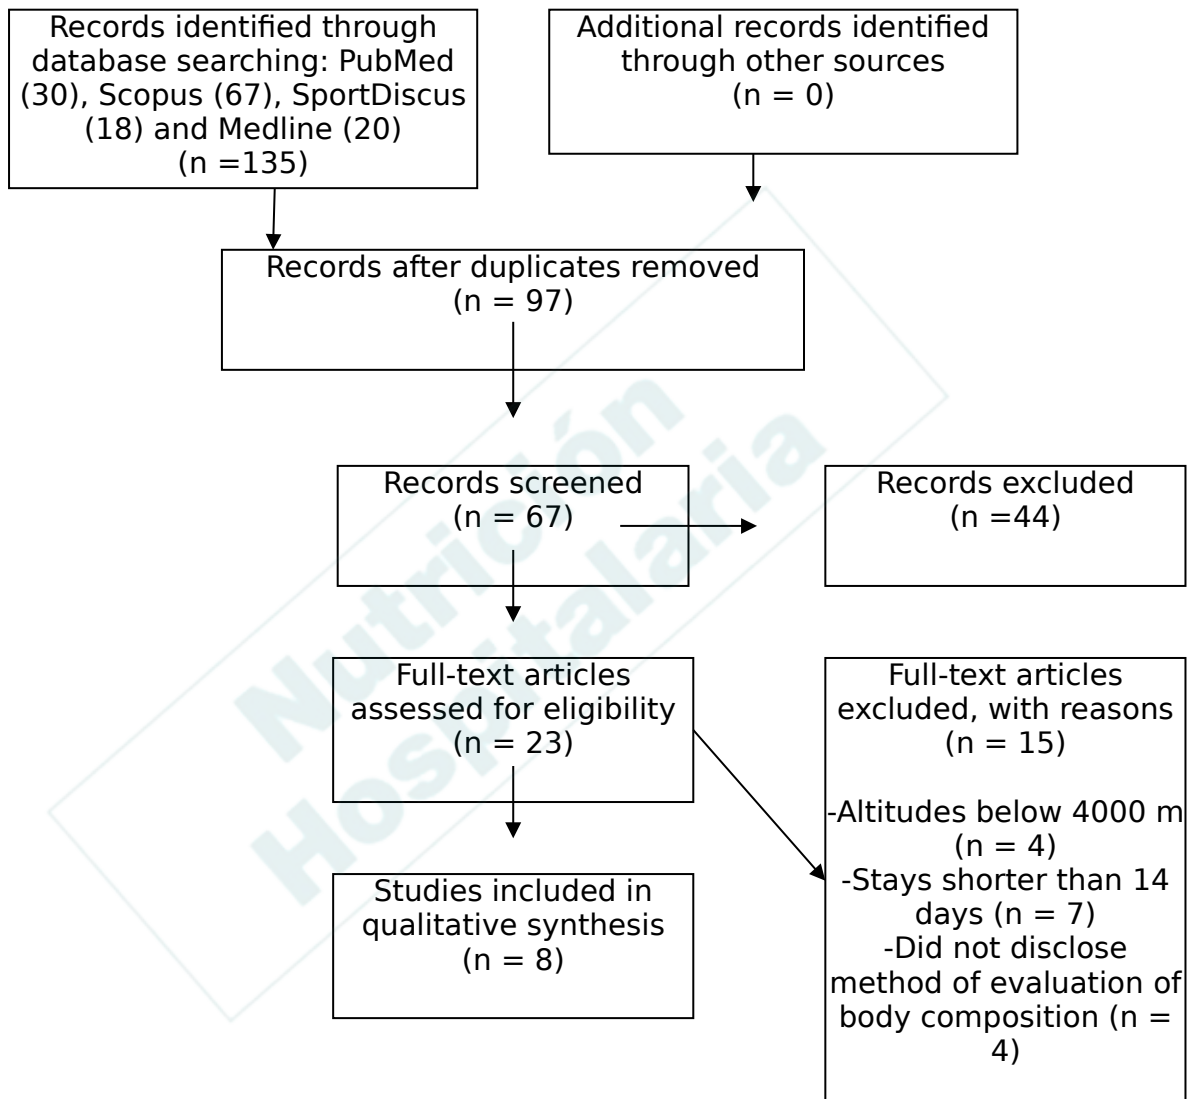 Records identified through
database searching: PubMed
(30), Scopus (67), SportDiscus
(18) and Medline (20)
(n =135)
Additional records identified
through other sources
(n = 0)
Records after duplicates removed
(n = 97)
Records screened
(n = 67)
Records excluded
(n =44)
Full-text articles
assessed for eligibility
(n = 23)
Full-text articles
excluded, with reasons
(n = 15)
-Altitudes below 4000 m
(n = 4)
-Stays shorter than 14
days (n = 7)
-Did not disclose
method of evaluation of
body composition (n =
4)
Studies included in
qualitative synthesis
(n = 8)
Nutrición
Hospitalaria